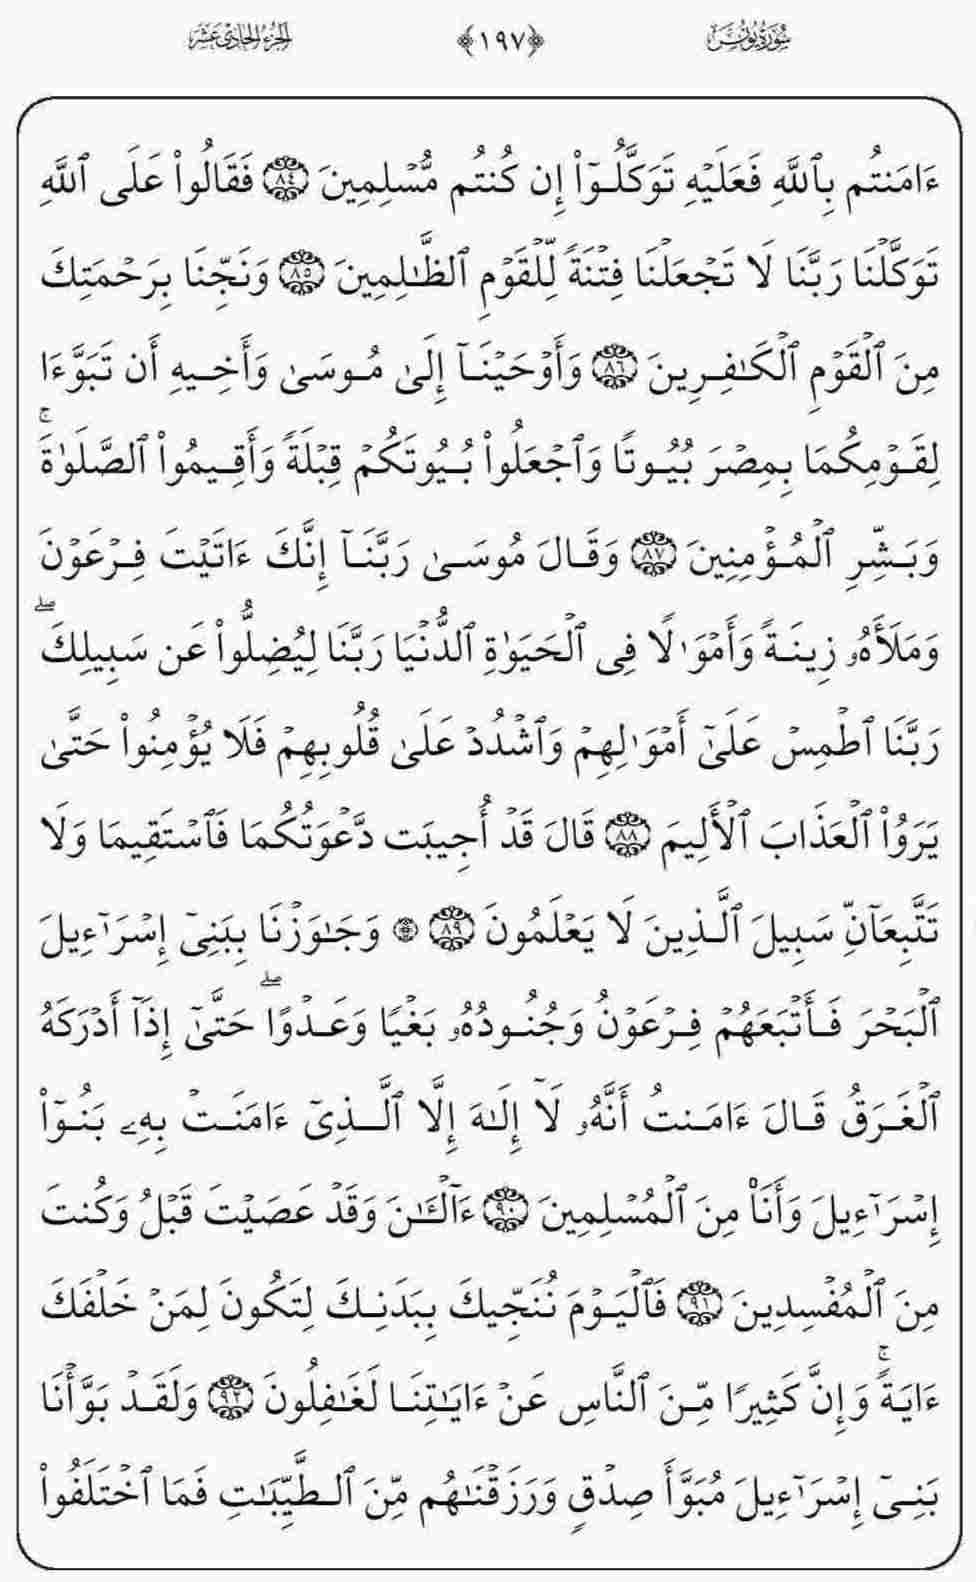 سُورَةُ يُونُسَ ﴿١٩٧﴾ الجُزْءُ الحَادِي عَشَرَ
ءَامَنتُم بِٱللَّهِ فَعَلَيْهِ تَوَكَّلُوٓا۟ إِن كُنتُم مُّسْلِمِينَ ٨٤ فَقَالُوا۟ عَلَى ٱللَّهِ
تَوَكَّلْنَا رَبَّنَا لَا تَجْعَلْنَا فِتْنَةً لِّلْقَوْمِ ٱلظَّـٰلِمِينَ ٨٥ وَنَجِّنَا بِرَحْمَتِكَ
مِنَ ٱلْقَوْمِ ٱلْكَـٰفِرِينَ ٨٦ وَأَوْحَيْنَآ إِلَىٰ مُوسَىٰ وَأَخِيهِ أَن تَبَوَّءَا
لِقَوْمِكُمَا بِمِصْرَ بُيُوتًا وَٱجْعَلُوا۟ بُيُوتَكُمْ قِبْلَةً وَأَقِيمُوا۟ ٱلصَّلَوٰةَ ۚ
وَبَشِّرِ ٱلْمُؤْمِنِينَ ٨٧ وَقَالَ مُوسَىٰ رَبَّنَآ إِنَّكَ ءَاتَيْتَ فِرْعَوْنَ
وَمَلَأَهُۥ زِينَةً وَأَمْوَٰلًا فِى ٱلْحَيَوٰةِ ٱلدُّنْيَا رَبَّنَا لِيُضِلُّوا۟ عَن سَبِيلِكَ ۖ
رَبَّنَا ٱطْمِسْ عَلَىٰٓ أَمْوَٰلِهِمْ وَٱشْدُدْ عَلَىٰ قُلُوبِهِمْ فَلَا يُؤْمِنُوا۟ حَتَّىٰ
يَرَوُا۟ ٱلْعَذَابَ ٱلْأَلِيمَ ٨٨ قَالَ قَدْ أُجِيبَت دَّعْوَتُكُمَا فَٱسْتَقِيمَا وَلَا
تَتَّبِعَآنِّ سَبِيلَ ٱلَّذِينَ لَا يَعْلَمُونَ ٨٩ ۞ وَجَـٰوَزْنَا بِبَنِىٓ إِسْرَٰٓءِيلَ
ٱلْبَحْرَ فَأَتْبَعَهُمْ فِرْعَوْنُ وَجُنُودُهُۥ بَغْيًا وَعَدْوًا ۖ حَتَّىٰٓ إِذَآ أَدْرَكَهُ
ٱلْغَرَقُ قَالَ ءَامَنتُ أَنَّهُۥ لَآ إِلَـٰهَ إِلَّا ٱلَّذِىٓ ءَامَنَتْ بِهِۦ بَنُوٓا۟
إِسْرَٰٓءِيلَ وَأَنَا۠ مِنَ ٱلْمُسْلِمِينَ ٩٠ ءَآلْـَٔـٰنَ وَقَدْ عَصَيْتَ قَبْلُ وَكُنتَ
مِنَ ٱلْمُفْسِدِينَ ٩١ فَٱلْيَوْمَ نُنَجِّيكَ بِبَدَنِكَ لِتَكُونَ لِمَنْ خَلْفَكَ
ءَايَةً ۚ وَإِنَّ كَثِيرًا مِّنَ ٱلنَّاسِ عَنْ ءَايَـٰتِنَا لَغَـٰفِلُونَ ٩٢ وَلَقَدْ بَوَّأْنَا
بَنِىٓ إِسْرَٰٓءِيلَ مُبَوَّأَ صِدْقٍ وَرَزَقْنَـٰهُم مِّنَ ٱلطَّيِّبَـٰتِ فَمَا ٱخْتَلَفُوا۟